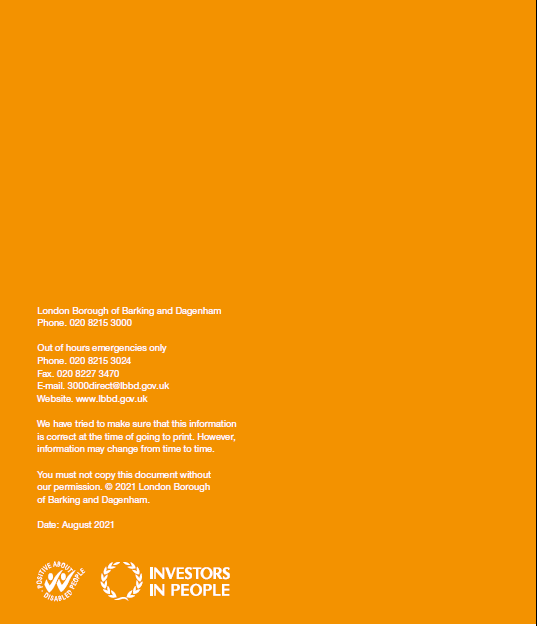 London Borough of Barking and Dagenham
Phone. 020 8215 3000
Out of hours emergencies only
Phone. 020 8215 3024
Fax. 020 8227 3470
E-mail. 3000direct@lbbd.gov.uk
Website. www.lbbd.gov.uk
We have tried to make sure that this information
is correct at the time of going to print. However,
information may change from time to time.
You must not copy this document without
our permission. © 2021 London Borough
of Barking and Dagenham.
Date: August 2021
POSITIVE ABOUT
DISABLED PEOPLE
INVESTORS
IN PEOPLE